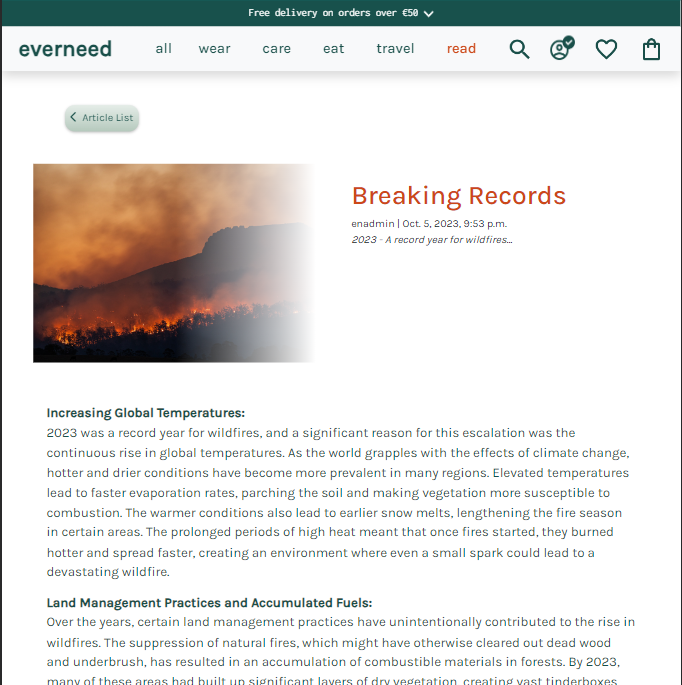 Free delivery on orders over €50
everneed
all wear care eat travel read
Article List
Breaking Records
enadmin | Oct. 5, 2023, 9:53 p.m.
2023 - A record year for wildfires...
Increasing Global Temperatures:
2023 was a record year for wildfires, and a significant reason for this escalation was the
continuous rise in global temperatures. As the world grapples with the effects of climate change,
hotter and drier conditions have become more prevalent in many regions. Elevated temperatures
lead to faster evaporation rates, parching the soil and making vegetation more susceptible to
combustion. The warmer conditions also lead to earlier snow melts, lengthening the fire season
in certain areas. The prolonged periods of high heat meant that once fires started, they burned
hotter and spread faster, creating an environment where even a small spark could lead to a
devastating wildfire.
Land Management Practices and Accumulated Fuels:
Over the years, certain land management practices have unintentionally contributed to the rise in
wildfires. The suppression of natural fires, which might have otherwise cleared out dead wood
and underbrush, has resulted in an accumulation of combustible materials in forests. By 2023,
many of these areas had built up significant layers of dry vegetation, creating vast tinderboxes